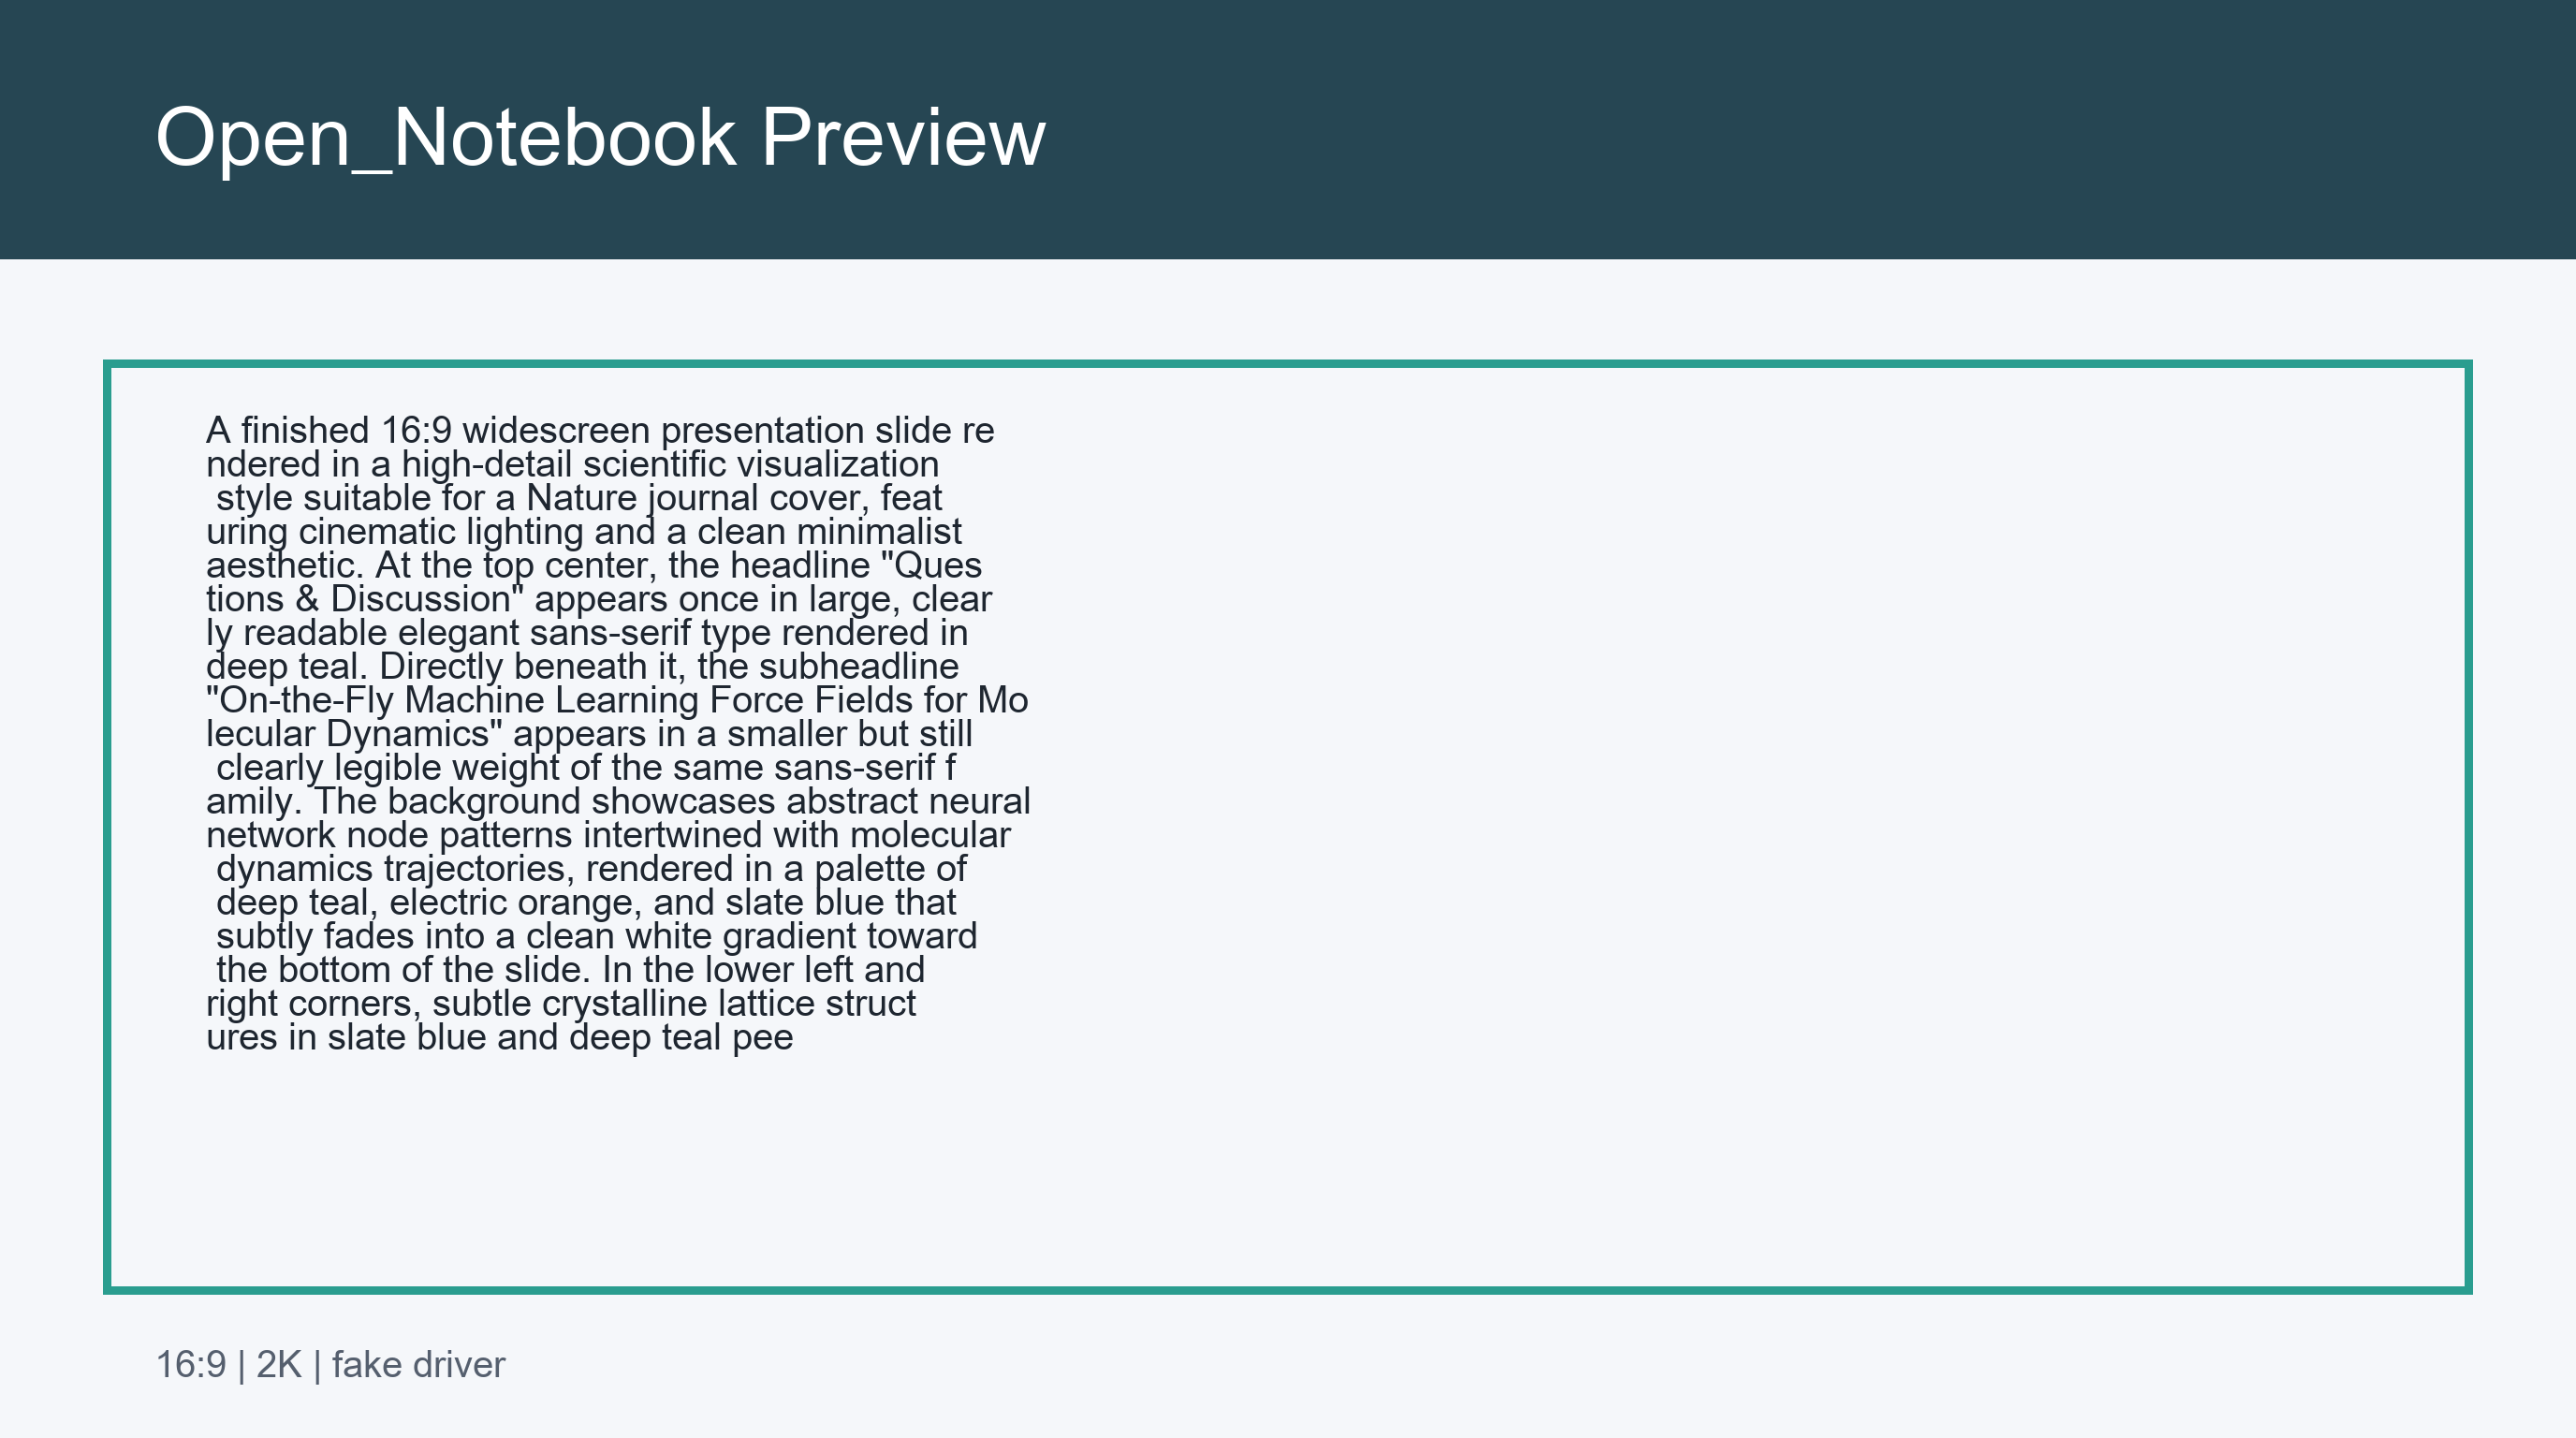 Open_Notebook Preview
A finished 16:9 widescreen presentation slide re
ndered in a high-detail scientific visualization
 style suitable for a Nature journal cover, feat
uring cinematic lighting and a clean minimalist
aesthetic. At the top center, the headline "Ques
tions & Discussion" appears once in large, clear
ly readable elegant sans-serif type rendered in
deep teal. Directly beneath it, the subheadline
"On-the-Fly Machine Learning Force Fields for Mo
lecular Dynamics" appears in a smaller but still
 clearly legible weight of the same sans-serif f
amily. The background showcases abstract neural
network node patterns intertwined with molecular
 dynamics trajectories, rendered in a palette of
 deep teal, electric orange, and slate blue that
 subtly fades into a clean white gradient toward
 the bottom of the slide. In the lower left and
right corners, subtle crystalline lattice struct
ures in slate blue and deep teal pee
16:9 | 2K | fake driver